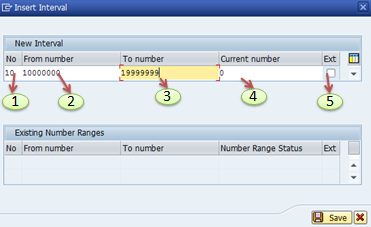 Insert Interval
New Interval
No From number To number Current number Ext
10 10000000 19999999 0
1 2 3 4 5
Existing Number Ranges
No From number To number Number Range Status Ext
Save